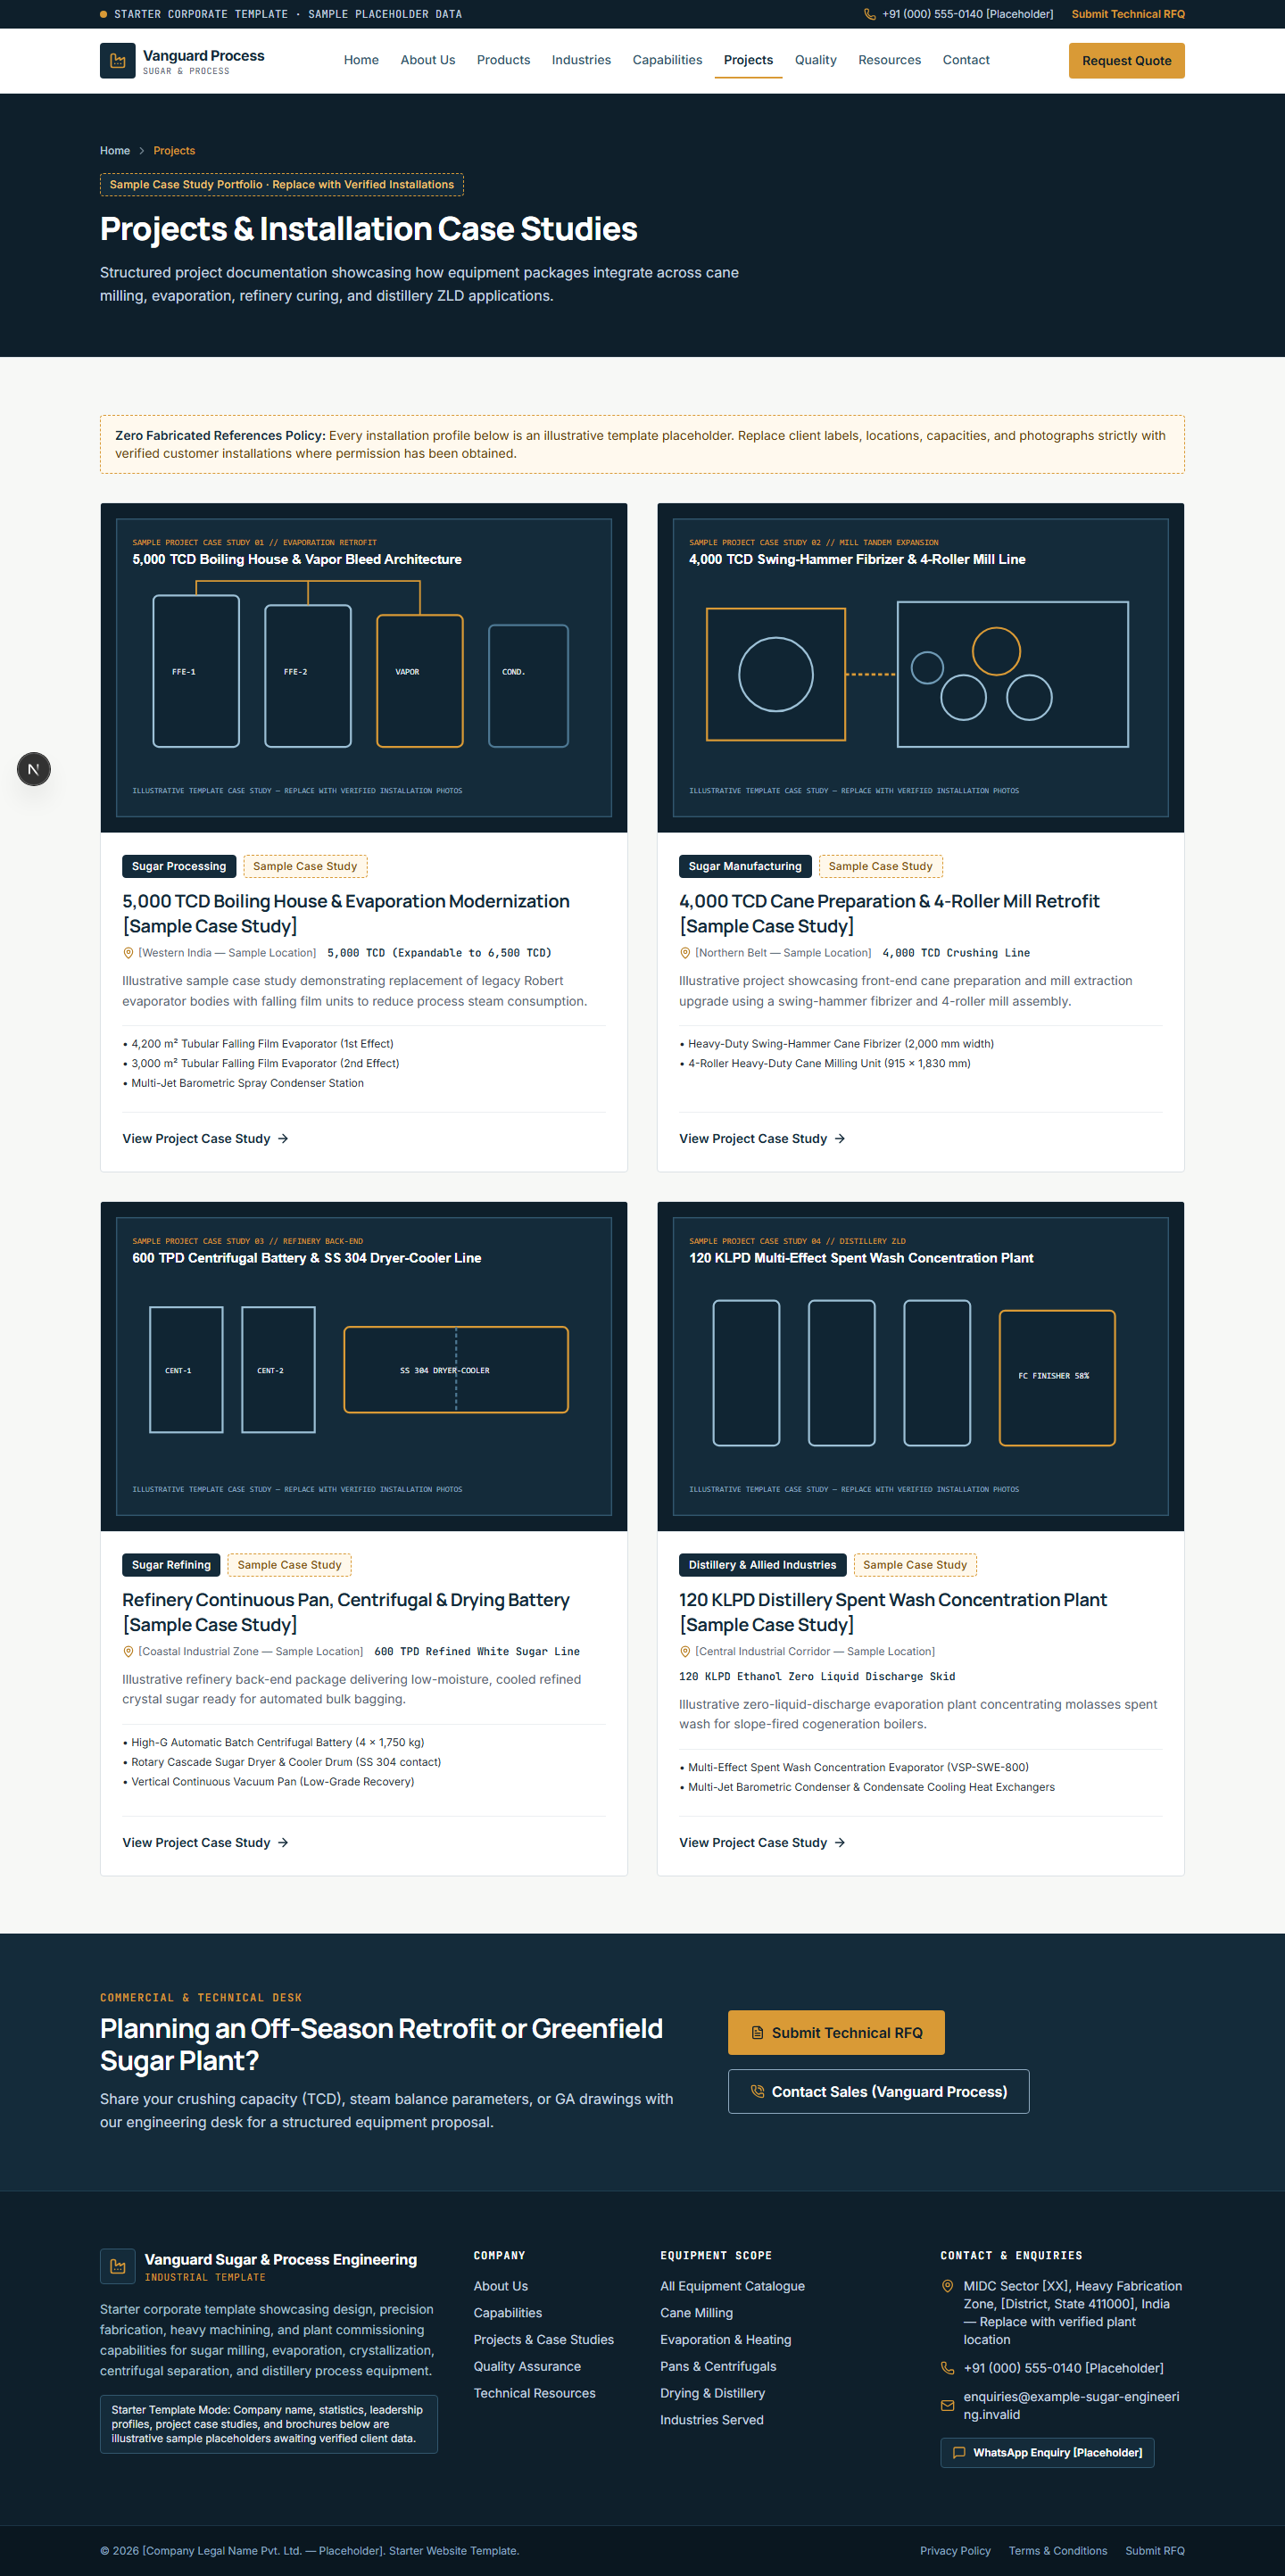 STARTER CORPORATE TEMPLATE · SAMPLE PLACEHOLDER DATA
+91 (000) 555-0140 [Placeholder]
Submit Technical RFQ
Vanguard Process
SUGAR & PROCESS
Home
About Us
Products
Industries
Capabilities
Projects
Quality
Resources
Contact
Request Quote
Home > Projects
Sample Case Study Portfolio · Replace with Verified Installations
Projects & Installation Case Studies
Structured project documentation showcasing how equipment packages integrate across cane
milling, evaporation, refinery curing, and distillery ZLD applications.
Zero Fabricated References Policy: Every installation profile below is an illustrative template placeholder. Replace client labels, locations, capacities, and photographs strictly with
verified customer installations where permission has been obtained.
SAMPLE PROJECT CASE STUDY 01 // EVAPORATION RETROFIT
5,000 TCD Boiling House & Vapor Bleed Architecture
FFE-1
FFE-2
VAPOR
COND.
ILLUSTRATIVE TEMPLATE CASE STUDY — REPLACE WITH VERIFIED INSTALLATION PHOTOS
Sugar Processing
Sample Case Study
5,000 TCD Boiling House & Evaporation Modernization
[Sample Case Study]
[Western India — Sample Location]
5,000 TCD (Expandable to 6,500 TCD)
Illustrative sample case study demonstrating replacement of legacy Robert
evaporator bodies with falling film units to reduce process steam consumption.
• 4,200 m² Tubular Falling Film Evaporator (1st Effect)
• 3,000 m² Tubular Falling Film Evaporator (2nd Effect)
• Multi-Jet Barometric Spray Condenser Station
View Project Case Study →
SAMPLE PROJECT CASE STUDY 02 // MILL TANDEM EXPANSION
4,000 TCD Swing-Hammer Fibrizer & 4-Roller Mill Line
ILLUSTRATIVE TEMPLATE CASE STUDY — REPLACE WITH VERIFIED INSTALLATION PHOTOS
Sugar Manufacturing
Sample Case Study
4,000 TCD Cane Preparation & 4-Roller Mill Retrofit
[Sample Case Study]
[Northern Belt — Sample Location]
4,000 TCD Crushing Line
Illustrative project showcasing front-end cane preparation and mill extraction
upgrade using a swing-hammer fibrizer and 4-roller mill assembly.
• Heavy-Duty Swing-Hammer Cane Fibrizer (2,000 mm width)
• 4-Roller Heavy-Duty Cane Milling Unit (915 × 1,830 mm)
View Project Case Study →
N
SAMPLE PROJECT CASE STUDY 03 // REFINERY BACK-END
600 TPD Centrifugal Battery & SS 304 Dryer-Cooler Line
CENT-1
CENT-2
SS 304 DRYER-COOLER
ILLUSTRATIVE TEMPLATE CASE STUDY — REPLACE WITH VERIFIED INSTALLATION PHOTOS
Sugar Refining
Sample Case Study
Refinery Continuous Pan, Centrifugal & Drying Battery
[Sample Case Study]
[Coastal Industrial Zone — Sample Location]
600 TPD Refined White Sugar Line
Illustrative refinery back-end package delivering low-moisture, cooled refined
crystal sugar ready for automated bulk bagging.
• High-G Automatic Batch Centrifugal Battery (4 × 1,750 kg)
• Rotary Cascade Sugar Dryer & Cooler Drum (SS 304 contact)
• Vertical Continuous Vacuum Pan (Low-Grade Recovery)
View Project Case Study →
SAMPLE PROJECT CASE STUDY 04 // DISTILLERY ZLD
120 KLPD Multi-Effect Spent Wash Concentration Plant
FC FINISHER 58%
ILLUSTRATIVE TEMPLATE CASE STUDY — REPLACE WITH VERIFIED INSTALLATION PHOTOS
Distillery & Allied Industries
Sample Case Study
120 KLPD Distillery Spent Wash Concentration Plant
[Sample Case Study]
[Central Industrial Corridor — Sample Location]
120 KLPD Ethanol Zero Liquid Discharge Skid
Illustrative zero-liquid-discharge evaporation plant concentrating molasses spent
wash for slope-fired cogeneration boilers.
• Multi-Effect Spent Wash Concentration Evaporator (VSP-SWE-800)
• Multi-Jet Barometric Condenser & Condensate Cooling Heat Exchangers
View Project Case Study →
COMMERCIAL & TECHNICAL DESK
Planning an Off-Season Retrofit or Greenfield
Sugar Plant?
Share your crushing capacity (TCD), steam balance parameters, or GA drawings with
our engineering desk for a structured equipment proposal.
Submit Technical RFQ
Contact Sales (Vanguard Process)
Vanguard Sugar & Process Engineering
INDUSTRIAL TEMPLATE
Starter corporate template showcasing design, precision
fabrication, heavy machining, and plant commissioning
capabilities for sugar milling, evaporation, crystallization,
centrifugal separation, and distillery process equipment.
Starter Template Mode: Company name, statistics, leadership
profiles, project case studies, and brochures below are
illustrative sample placeholders awaiting verified client data.
COMPANY
About Us
Capabilities
Projects & Case Studies
Quality Assurance
Technical Resources
EQUIPMENT SCOPE
All Equipment Catalogue
Cane Milling
Evaporation & Heating
Pans & Centrifugals
Drying & Distillery
Industries Served
CONTACT & ENQUIRIES
MIDC Sector [XX], Heavy Fabrication
Zone, [District, State 411000], India
— Replace with verified plant
location
+91 (000) 555-0140 [Placeholder]
enquiries@example-sugar-engineeri
ng.invalid
WhatsApp Enquiry [Placeholder]
© 2026 [Company Legal Name Pvt. Ltd. — Placeholder]. Starter Website Template.
Privacy Policy
Terms & Conditions
Submit RFQ